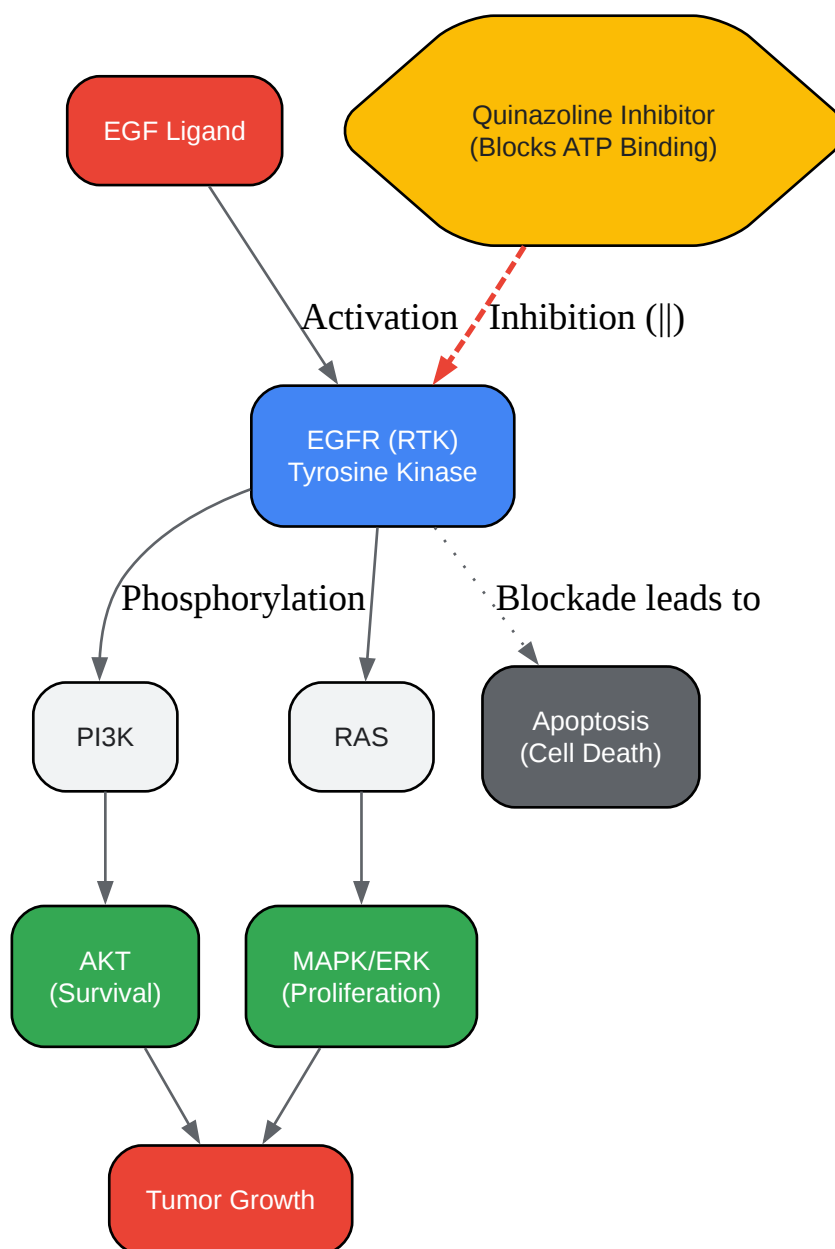 EGF Ligand
Quinazoline Inhibitor
(Blocks ATP Binding)
Activation
Inhibition (||)
EGFR (RTK)
Tyrosine Kinase
Phosphorylation
Blockade leads to
PI3K
RAS
Apoptosis
(Cell Death)
AKT
(Survival)
MAPK/ERK
(Proliferation)
Tumor Growth